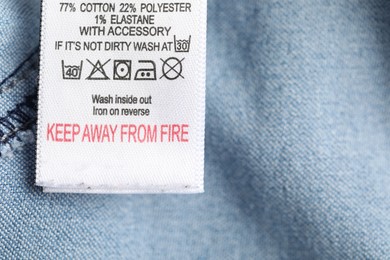 77% COTTON 22% POLYESTER
1% ELASTANE
WITH ACCESSORY
IF IT'S NOT DIRTY WASH AT 30
40
Wash inside out
Iron on reverse
KEEP AWAY FROM FIRE